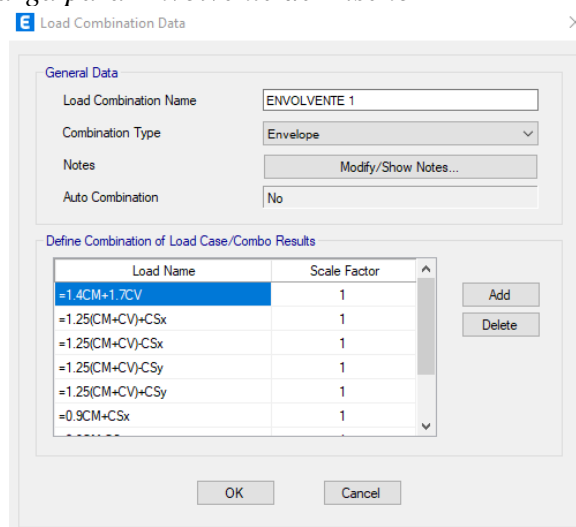 E Load Combination Data
General Data
Load Combination Name ENVOLVENTE 1
Combination Type Envelope
Notes Modify/Show Notes...
Auto Combination No
Define Combination of Load Case/Combo Results
Load Name Scale Factor
=1.4CM+1.7CV 1 Add
=1.25(CM+CV)+CSx 1 Delete
=1.25(CM+CV)-CSx 1
=1.25(CM+CV)-CSy 1
=1.25(CM+CV)+CSy 1
=0.9CM+CSx 1
OK Cancel